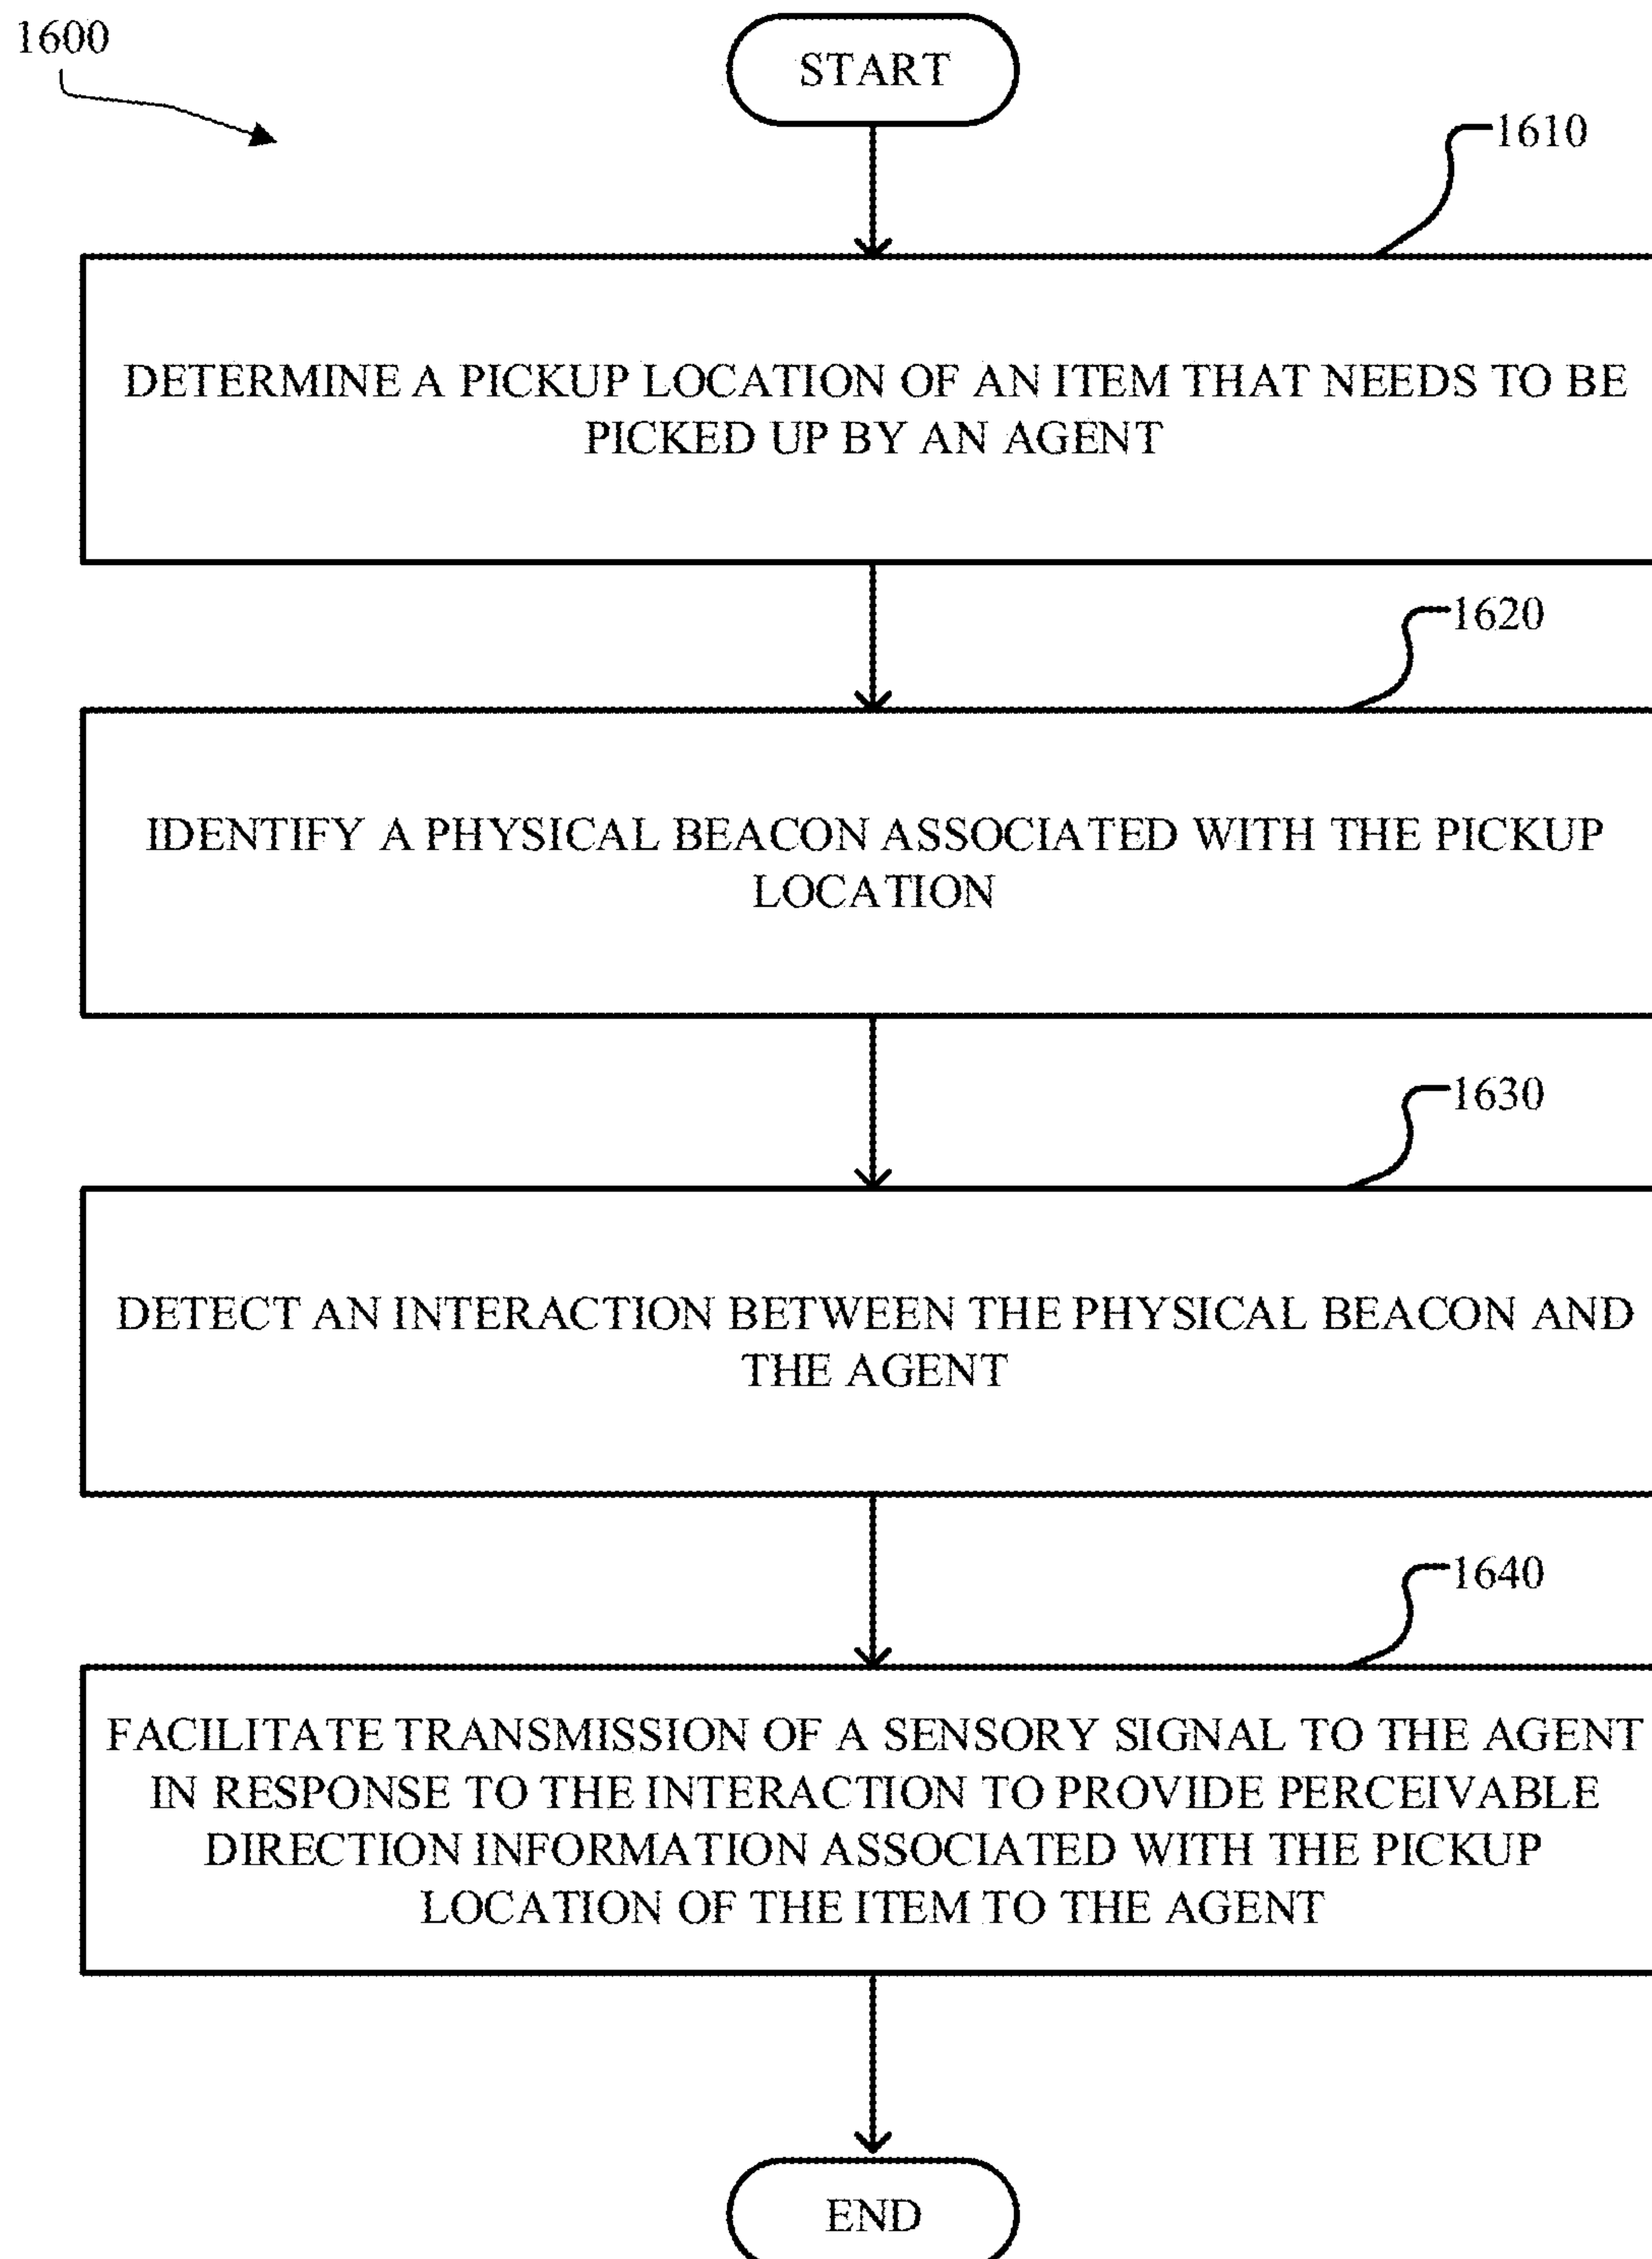 1600
START
1610
DETERMINE A PICKUP LOCATION OF AN ITEM THAT NEEDS TO BE
PICKED UP BY AN AGENT
1620
IDENTIFY A PHYSICAL BEACON ASSOCIATED WITH THE PICKUP
LOCATION
1630
DETECT AN INTERACTION BETWEEN THE PHYSICAL BEACON AND
THE AGENT
1640
FACILITATE TRANSMISSION OF A SENSORY SIGNAL TO THE AGENT
IN RESPONSE TO THE INTERACTION TO PROVIDE PERCEIVABLE
DIRECTION INFORMATION ASSOCIATED WITH THE PICKUP
LOCATION OF THE ITEM TO THE AGENT
END